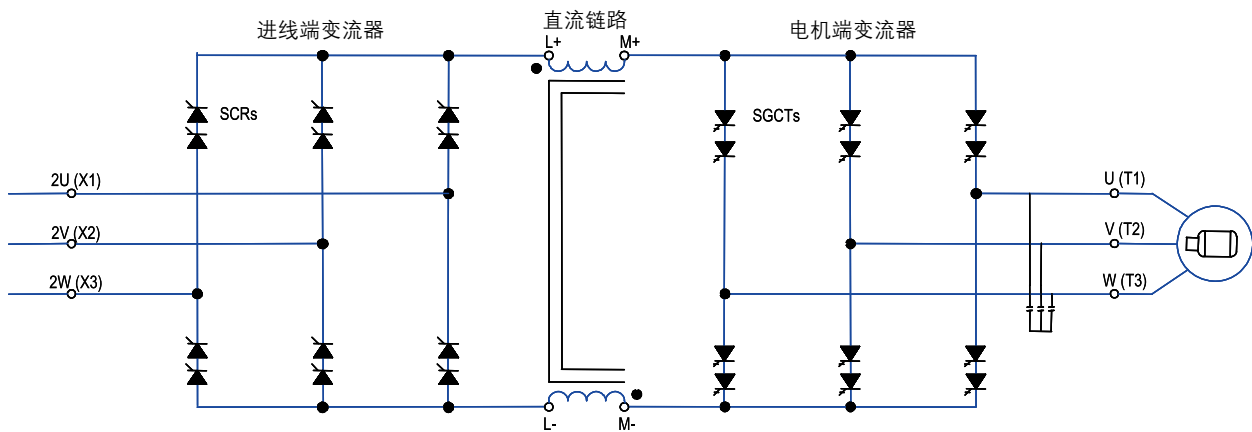 进线端变流器
直流链路
电机端变流器
L+
M+
SCRs
SGCTs
2U (X1)
U (T1)
2V (X2)
V (T2)
2W (X3)
W (T3)
L-
M-